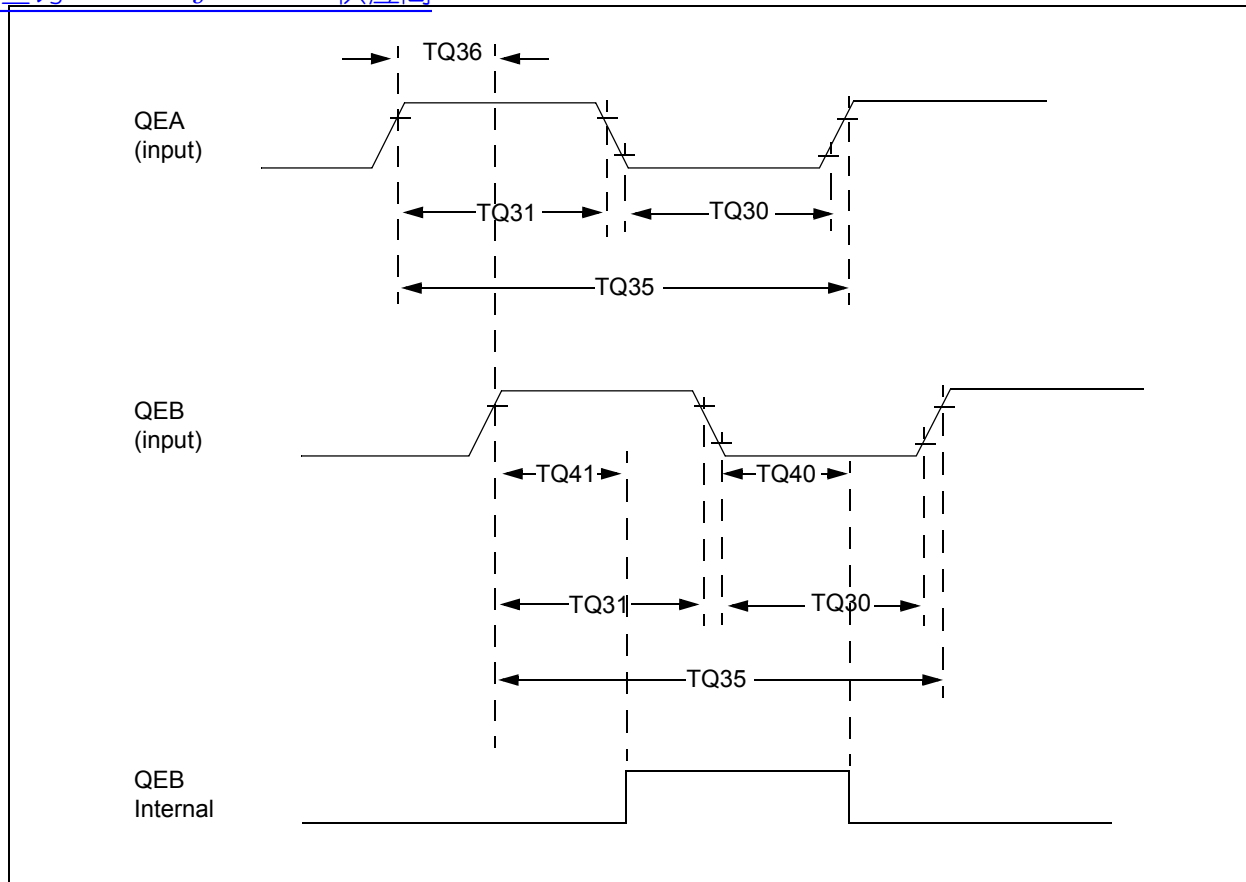 TQ36
QEA
(input)
TQ31
TQ30
TQ35
QEB
(input)
TQ41
TQ40
TQ31
TQ30
TQ35
QEB
Internal